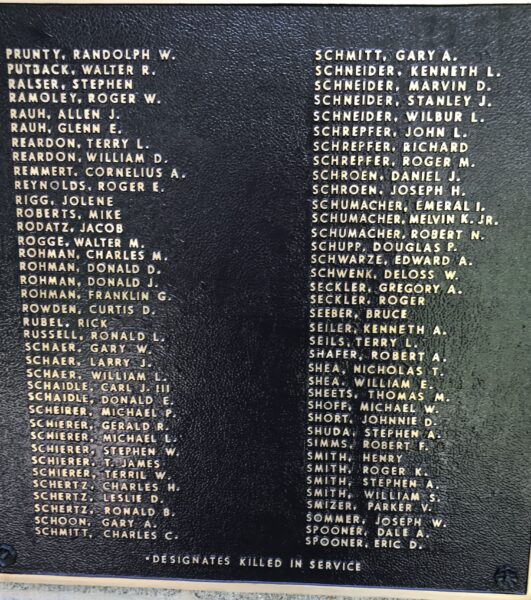 PRUNTY, RANDOLPH W.
PUTBACK, WALTER R.
RALSER, STEPHEN
RAMOLEY, ROGER W.
RAUH, ALLEN J.
RAUH, GLENN E.
REARDON, TERRY L.
REARDON, WILLIAM D.
REMMERT, CORNELIUS A.
REYNOLDS, ROGER E.
RIGG, JOLENE
ROBERTS, MIKE
RODATZ, JACOB
ROGGE, WALTER M.
ROHMAN, CHARLES M.
ROHMAN, DONALD D.
ROHMAN, DONALD J.
ROHMAN, FRANKLIN G.
ROWDEN, CURTIS D.
RUBEL, RICK
RUSSELL, RONALD L.
SCHAER, GARY W.
SCHAER, LARRY J.
SCHAER, WILLIAM L.
SCHAIDLE, CARL J. III
SCHAIDLE, DONALD E.
SCHEIRER, MICHAEL P.
SCHIERER, GERALD R.
SCHIERER, MICHAEL L.
SCHIERER, STEPHEN W.
SCHIERER, T. JAMES
SCHIERER, TERRIL W.
SCHERTZ, CHARLES H.
SCHERTZ, LESLIE D.
SCHERTZ, RONALD B.
SCHOON, GARY A.
SCHMITT, CHARLES C.
SCHMITT, GARY A.
SCHNEIDER, KENNETH L.
SCHNEIDER, MARVIN D.
SCHNEIDER, STANLEY J.
SCHNEIDER, WILBUR L.
SCHREPFER, JOHN L.
SCHREPFER, RICHARD
SCHREPFER, ROGER M.
SCHROEN, DANIEL J.
SCHROEN, JOSEPH H.
SCHUMACHER, EMERAL I.
SCHUMACHER, MELVIN K. JR.
SCHUMACHER, ROBERT N.
SCHUPP, DOUGLAS P.
SCHWARZE, EDWARD A.
SCHWENK, DELOSS W.
SECKLER, GREGORY A.
SECKLER, ROGER
SEEBER, BRUCE
SEILER, KENNETH A.
SEILS, TERRY L.
SHAFER, ROBERT A.
SHEA, NICHOLAS T.
SHEA, WILLIAM E.
SHEETS, THOMAS M.
SHOFF, MICHAEL W.
SHORT, JOHNNIE D.
SHUDA, STEPHEN A.
SIMMS, ROBERT F.
SMITH, HENRY
SMITH, ROGER K.
SMITH, STEPHEN A.
SMITH, WILLIAM S.
SMIZER, PARKER V.
SOMMER, JOSEPH W.
SPOONER, DALE A.
SPOONER, ERIC D.
•DESIGNATES KILLED IN SERVICE